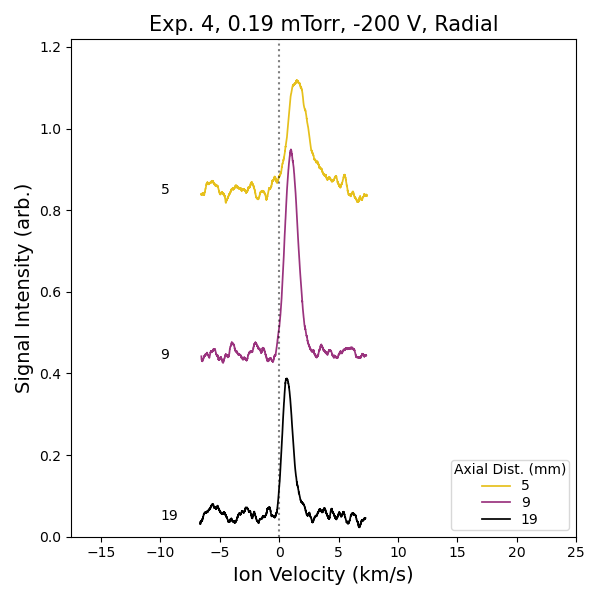 Exp. 4, 0.19 mTorr, -200 V, Radial
Signal Intensity (arb.)
1.2
1.0
0.8
0.6
0.4
0.2
0.0
5
9
19
Axial Dist. (mm)
5
9
19
−15 −10 −5 0 5 10 15 20 25
Ion Velocity (km/s)